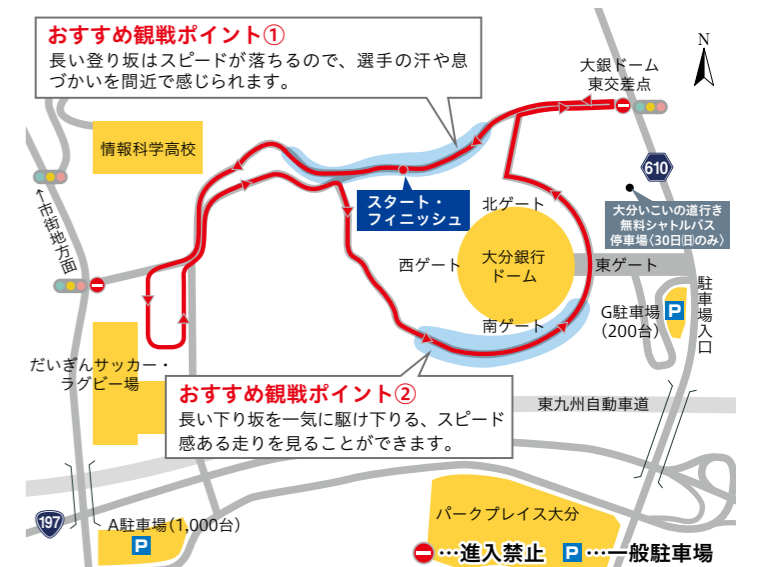 おすすめ観戦ポイント①
長い登り坂はスピードが落ちるので、選手の汗や息
づかいを間近で感じられます。
N
大銀ドーム
東交差点
情報科学高校
610
スタート・
フィニッシュ
北ゲート
大分いこいの道行き
無料シャトルバス
停車場〈30日㈰のみ〉
←市街地方面
西ゲート
大分銀行
ドーム
東ゲート
駐車場入口
G駐車場
(200台)
P
南ゲート
だいぎんサッカー・
ラグビー場
おすすめ観戦ポイント②
長い下り坂を一気に駆け下りる、スピード
感ある走りを見ることができます。
東九州自動車道
197
A駐車場(1,000台)
P
パークプレイス大分
…進入禁止 P…一般駐車場